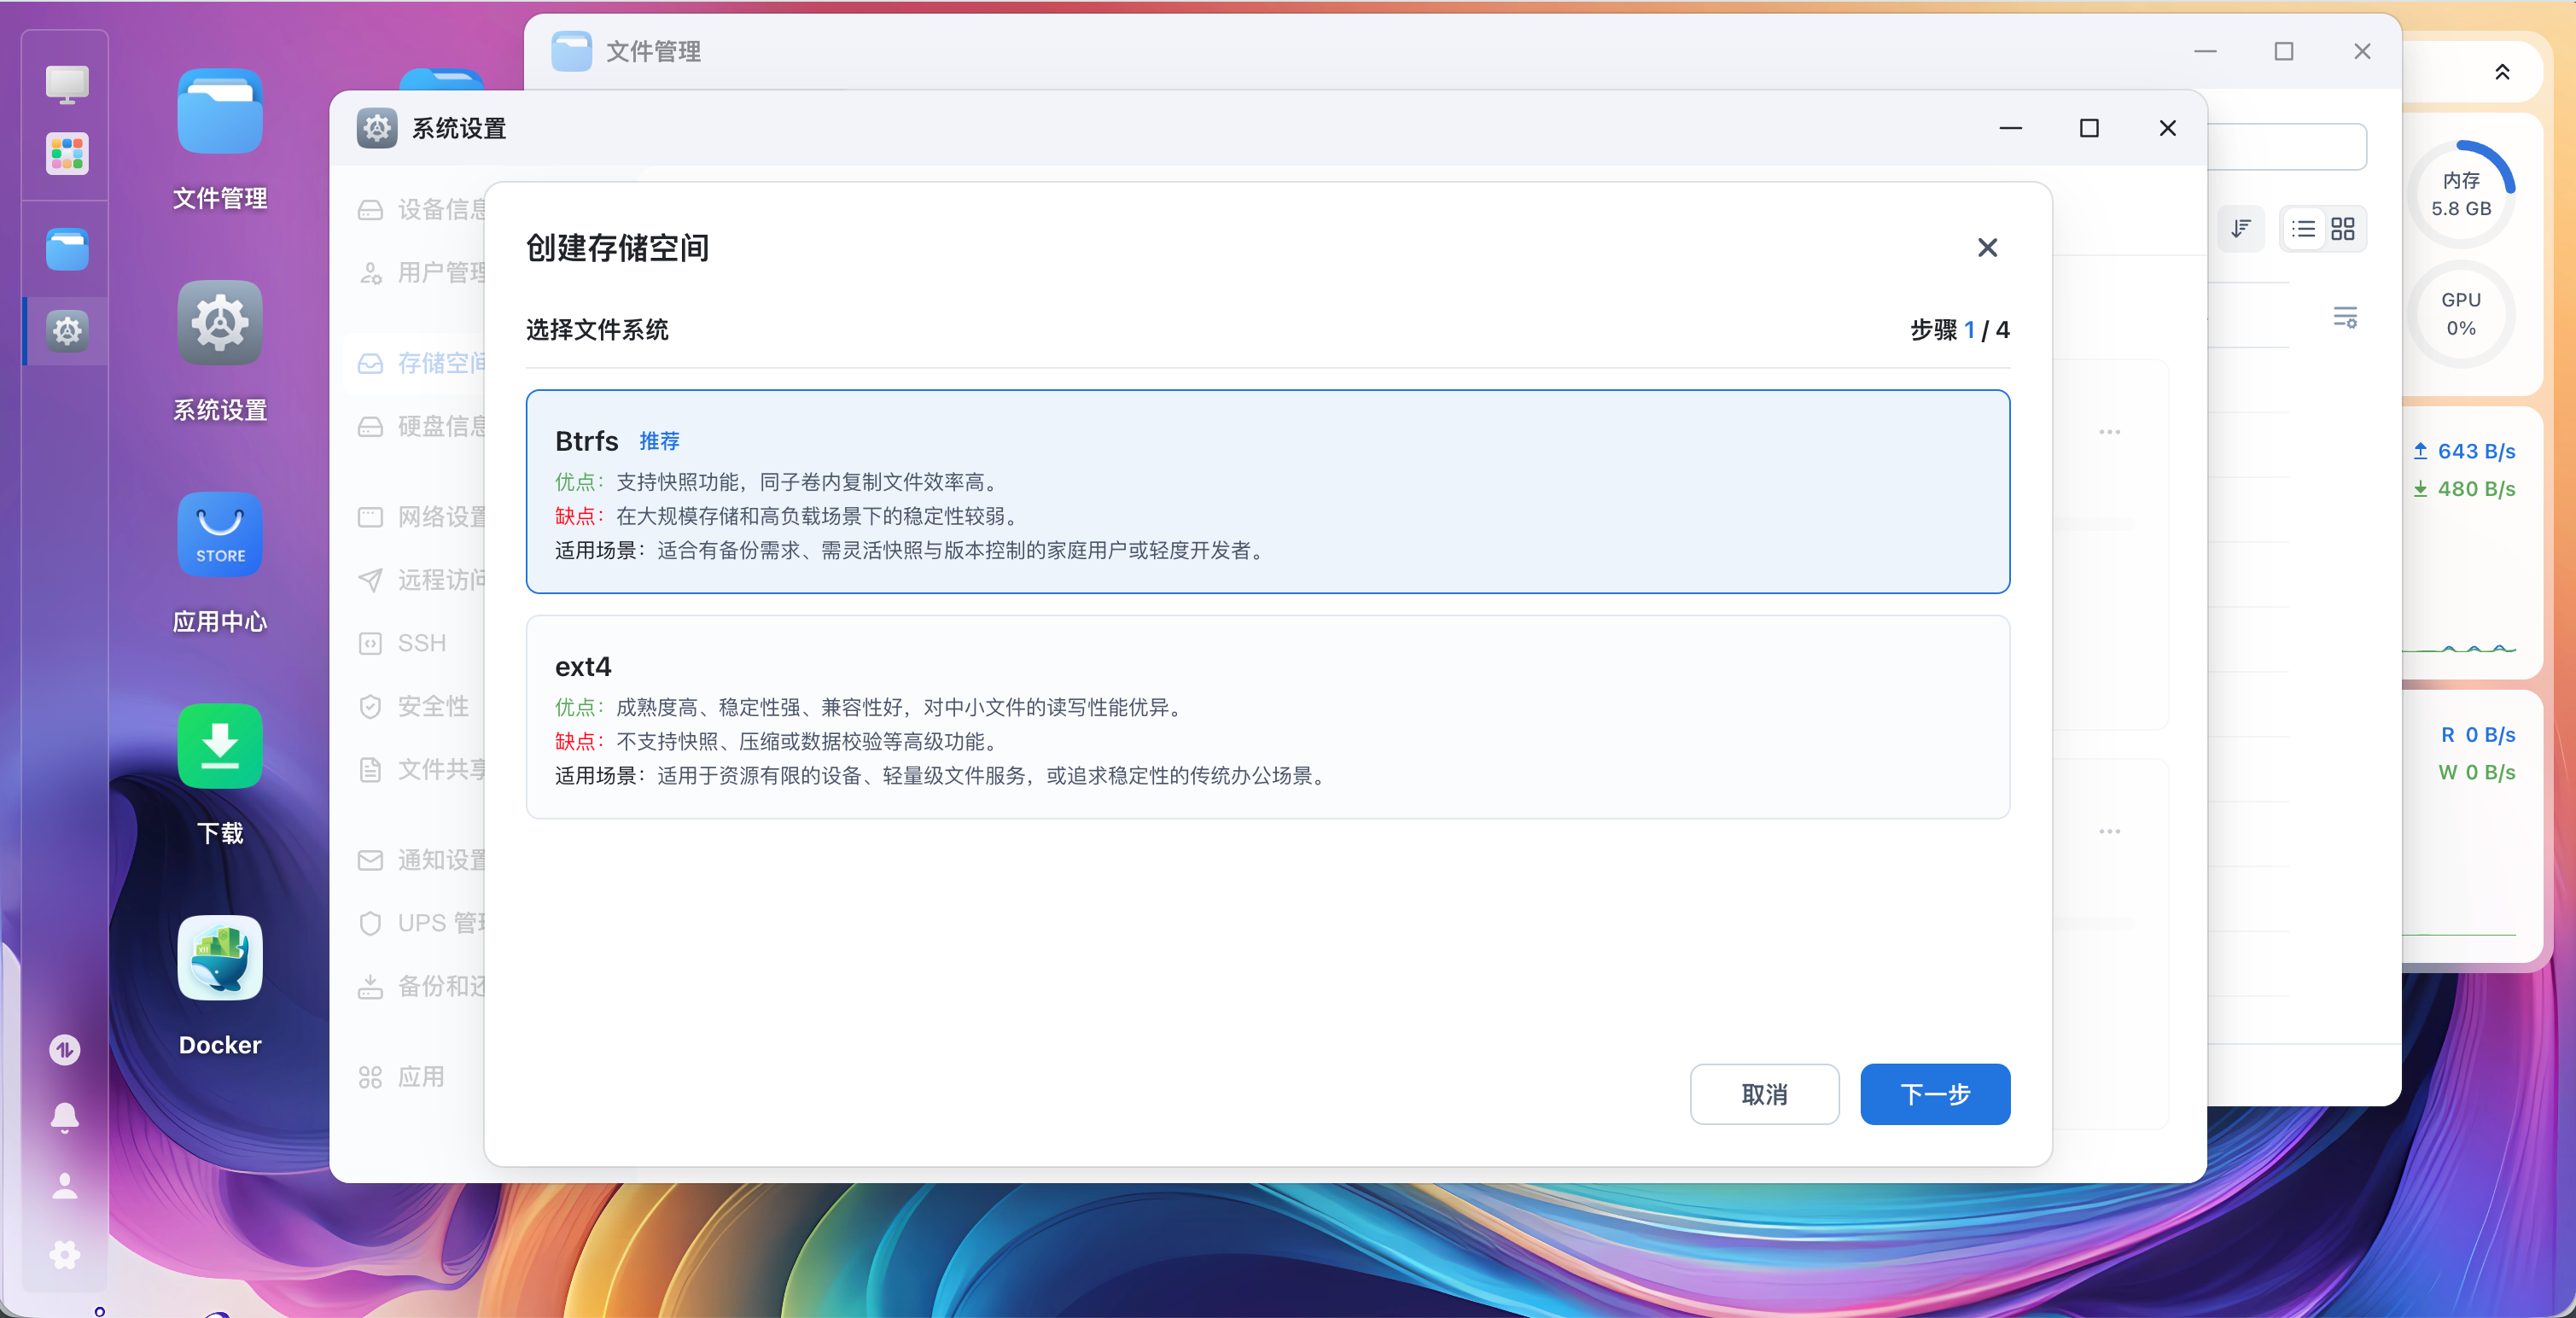 文件管理
系统设置
应用中心
STORE
下载
Docker
文件管理
系统设置
设备信息
用户管理
存储空间
硬盘信息
网络设置
远程访问
SSH
安全性
文件共享
通知设置
UPS 管理
备份和还
应用
创建存储空间
选择文件系统
步骤 1 / 4
Btrfs 推荐
优点：支持快照功能，同子卷内复制文件效率高。
缺点：在大规模存储和高负载场景下的稳定性较弱。
适用场景：适合有备份需求、需灵活快照与版本控制的家庭用户或轻度开发者。
ext4
优点：成熟度高、稳定性强、兼容性好，对中小文件的读写性能优异。
缺点：不支持快照、压缩或数据校验等高级功能。
适用场景：适用于资源有限的设备、轻量级文件服务，或追求稳定性的传统办公场景。
取消
下一步
内存
5.8 GB
GPU
0%
643 B/s
480 B/s
R 0 B/s
W 0 B/s